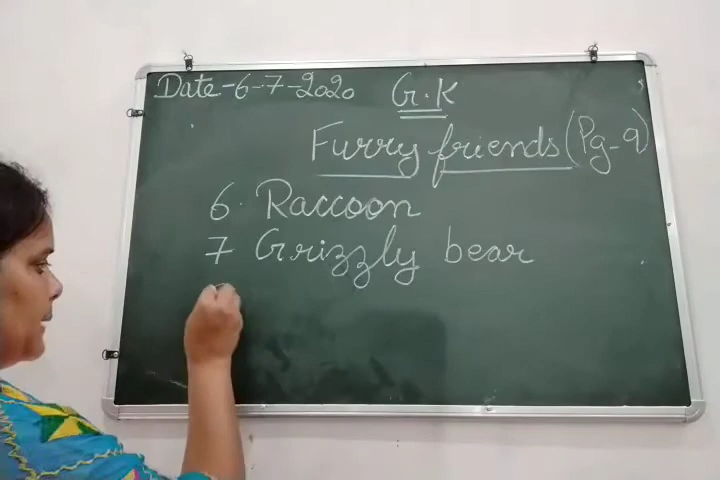 Date-6-7-2020 G.K
Furry friends (Pg-9)
6. Raccoon
7 Grizzly bear